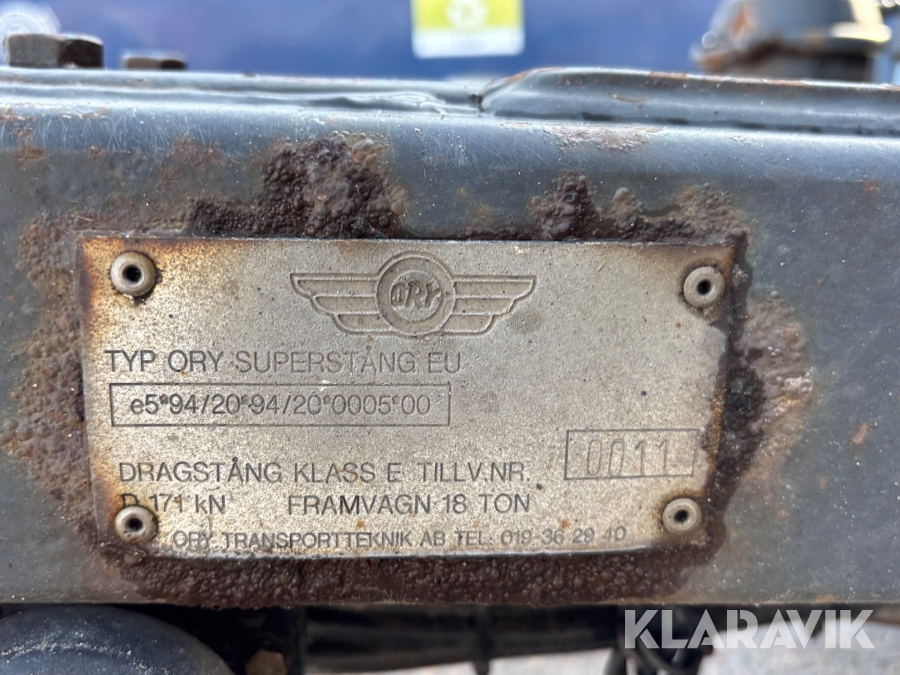 ORY
TYP ORY SUPERSTÅNG EU
e5*94/20*94/20*0005*00
DRAGSTÅNG KLASS E TILLV.NR. 0011
D 171 kN FRAMVAGN 18 TON
ORY TRANSPORTTEKNIK AB TEL: 019-36 29 40
KLARAVIK